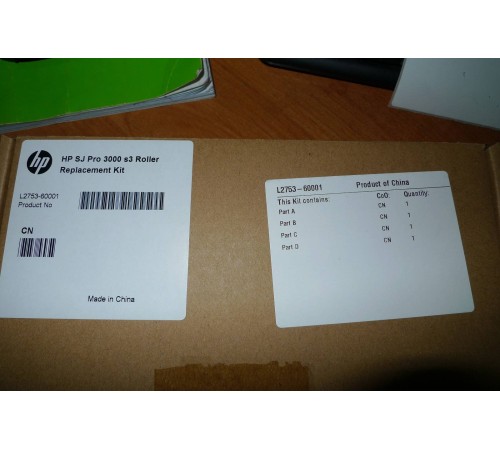 hp
HP SJ Pro 3000 s3 Roller
Replacement Kit
L2753-60001
Product No
CN
Made in China
L2753-60001 Product of China
This Kit contains: CoO: Quantity:
Part A CN 1
Part B CN 1
Part C CN 1
Part D CN 1